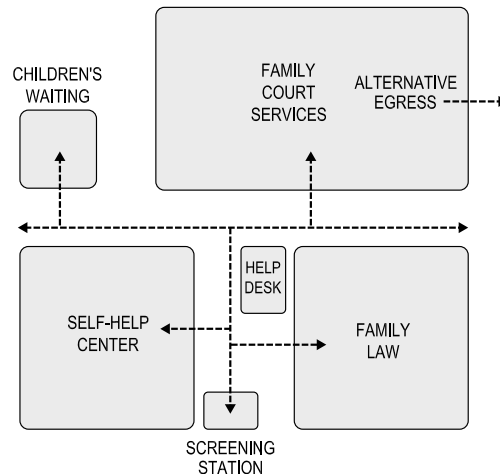 CHILDREN'S
WAITING
FAMILY
COURT
SERVICES
ALTERNATIVE
EGRESS
HELP
DESK
SELF-HELP
CENTER
FAMILY
LAW
SCREENING
STATION